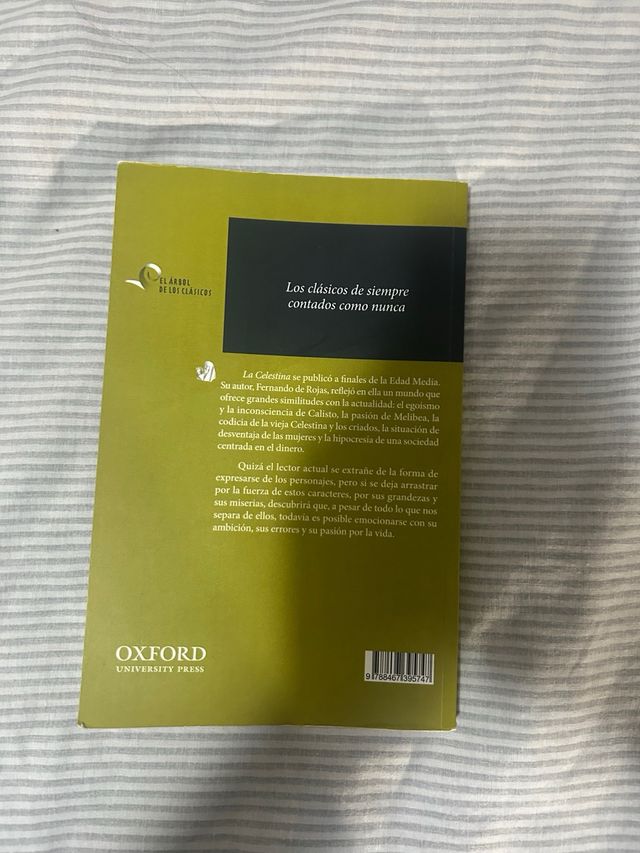 EL ÁRBOL
DE LOS CLÁSICOS
Los clásicos de siempre
contados como nunca
La Celestina se publicó a finales de la Edad Media.
Su autor, Fernando de Rojas, reflejó en ella un mundo que
ofrece grandes similitudes con la actualidad: el egoísmo
y la inconsciencia de Calisto, la pasión de Melibea, la
codicia de la vieja Celestina y los criados, la situación de
desventaja de las mujeres y la hipocresía de una sociedad
centrada en el dinero.
Quizá el lector actual se extrañe de la forma de
expresarse de los personajes, pero si se deja arrastrar
por la fuerza de estos caracteres, por sus grandezas y
sus miserias, descubrirá que, a pesar de todo lo que nos
separa de ellos, todavía es posible emocionarse con su
ambición, sus errores y su pasión por la vida.
OXFORD
UNIVERSITY PRESS
9 788467 395747